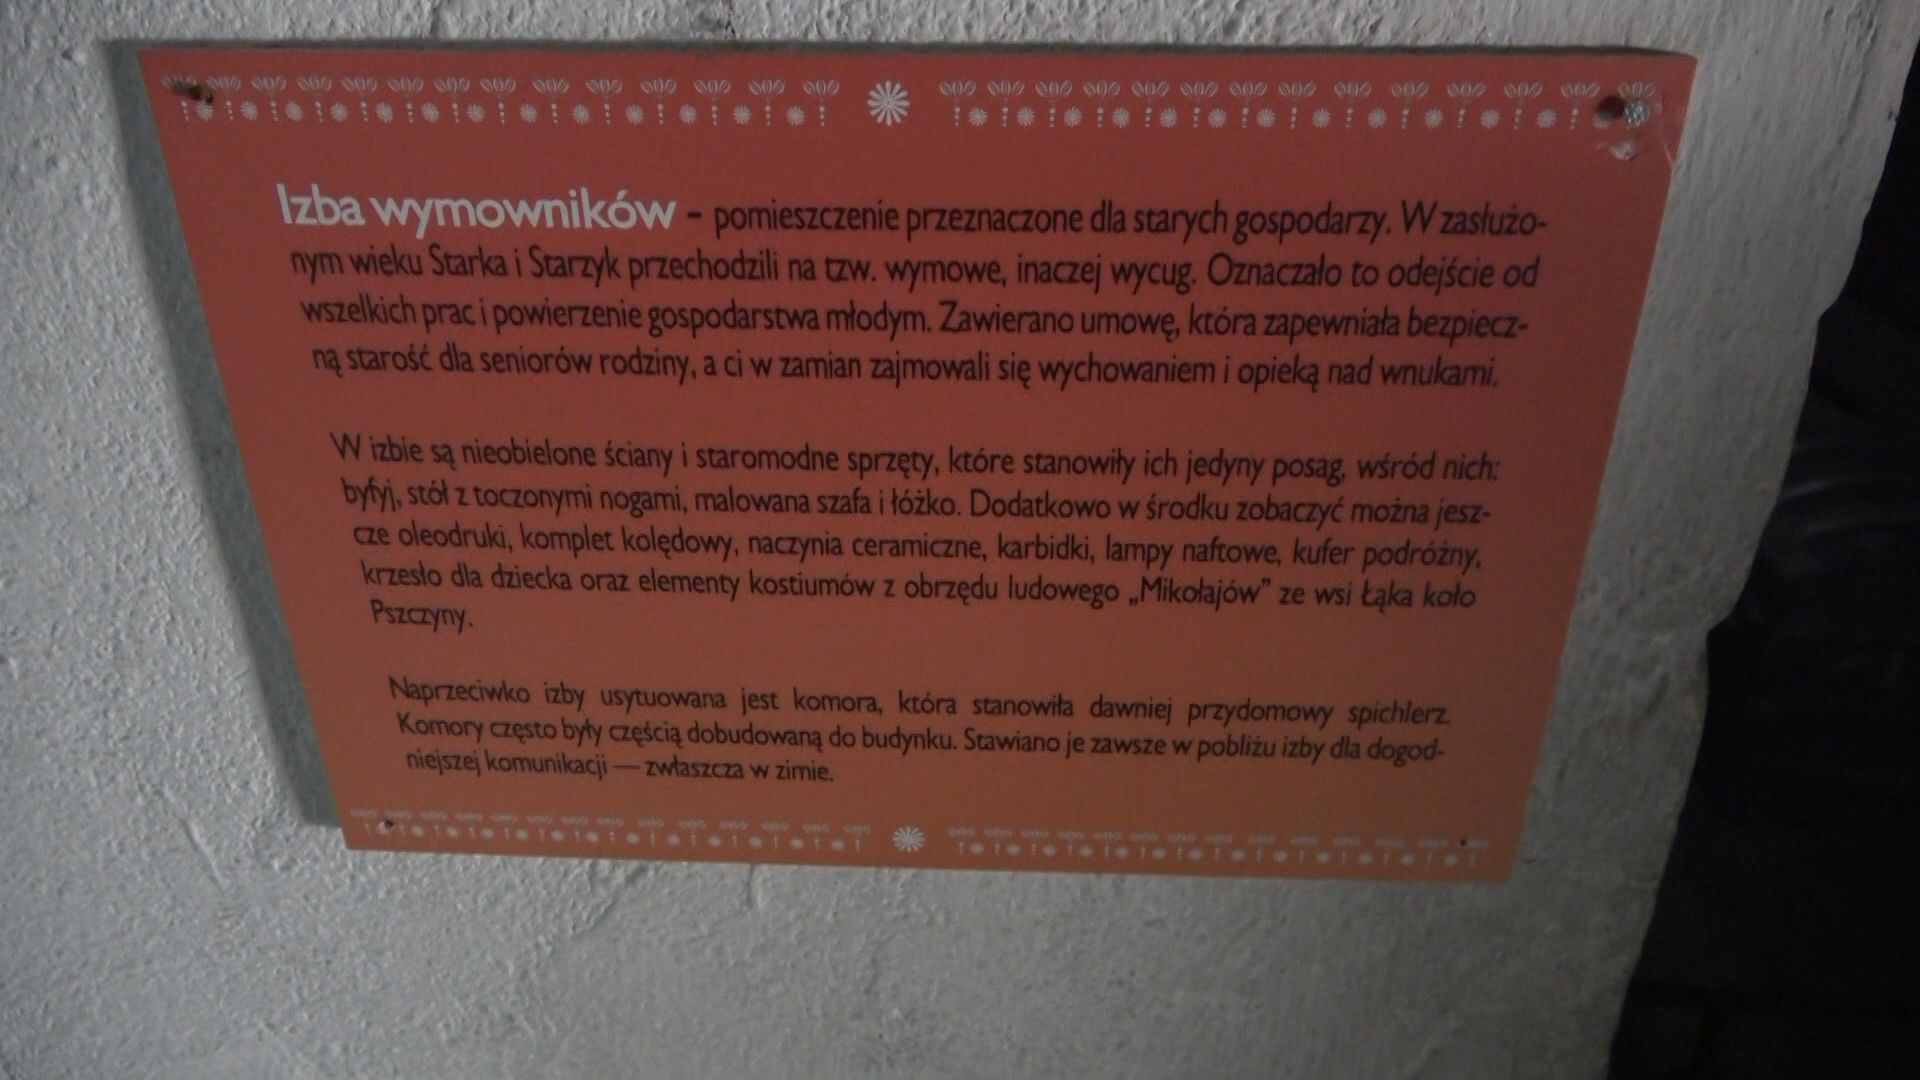 Izba wymowników – pomieszczenie przeznaczone dla starych gospodarzy. W zasłużo-
nym wieku Starka i Starzyk przechodzili na tzw. wymowe, inaczej wycug. Oznaczało to odejście od
wszelkich prac i powierzenie gospodarstwa młodym. Zawierano umowę, która zapewniała bezpiecz-
ną starość dla seniorów rodziny, a ci w zamian zajmowali się wychowaniem i opieką nad wnukami.
W izbie są nieobielone ściany i staromodne sprzęty, które stanowiły ich jedyny posag, wśród nich:
byfyj, stół z toczonymi nogami, malowana szafa i łóżko. Dodatkowo w środku zobaczyć można jesz-
cze oleodruki, komplet kolędowy, naczynia ceramiczne, karbidki, lampy naftowe, kufer podróżny,
krzesło dla dziecka oraz elementy kostiumów z obrzędu ludowego „Mikołajów” ze wsi Łąka koło
Pszczyny.
Naprzeciwko izby usytuowana jest komora, która stanowiła dawniej przydomowy spichlerz.
Komory często były częścią dobudowaną do budynku. Stawiano je zawsze w pobliżu izby dla dogod-
niejszej komunikacji — zwłaszcza w zimie.